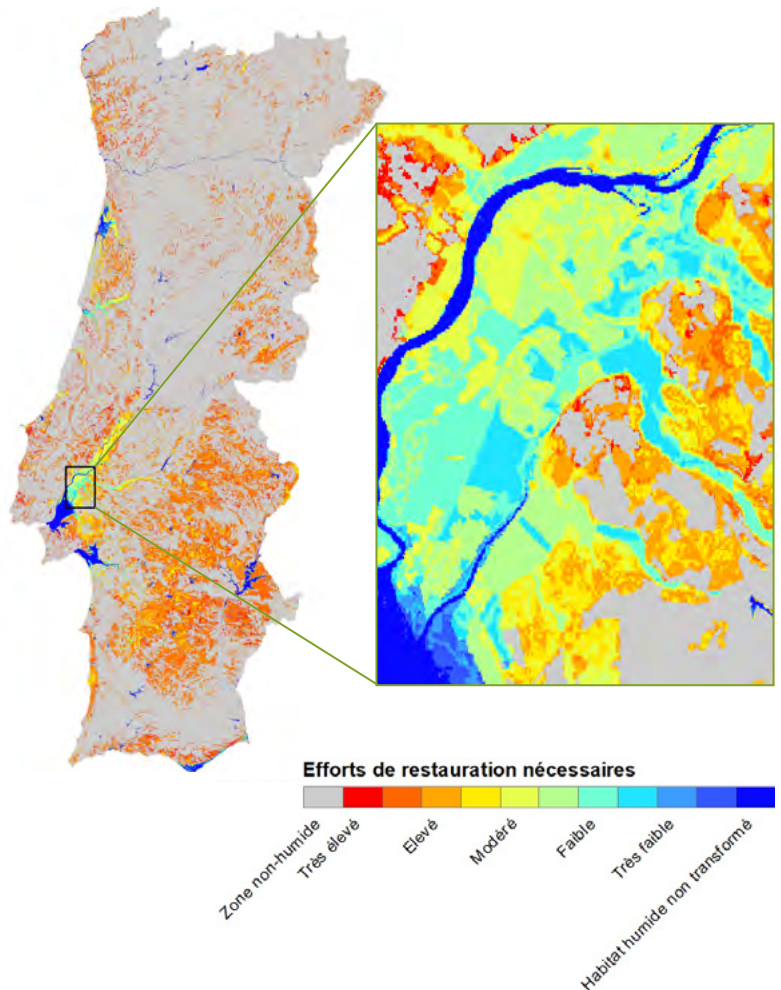 Efforts de restauration nécessaires
Zone non-humide
Très élevé
Elevé
Modéré
Faible
Très faible
Habitat humide non transformé